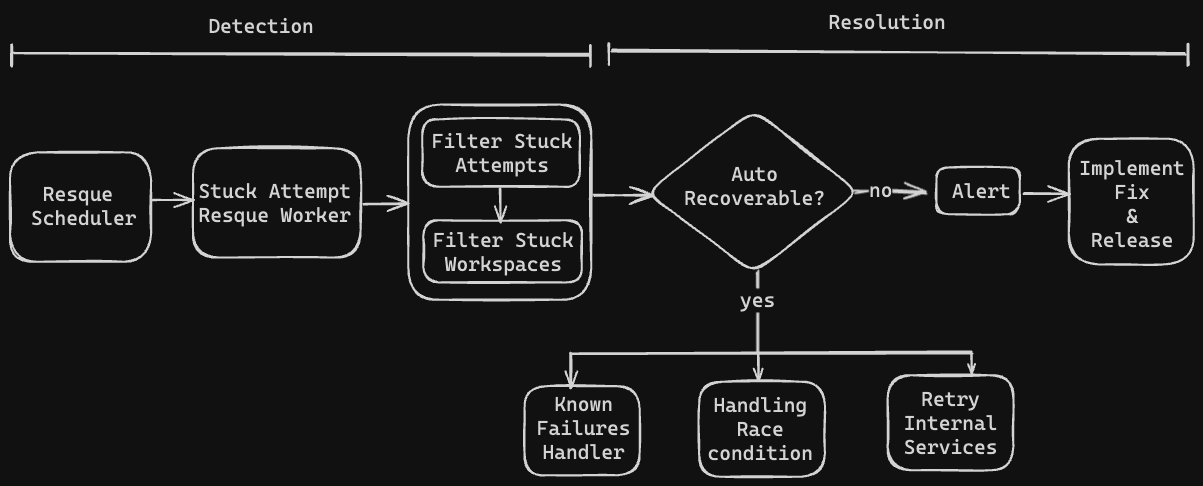 Detection
Resolution
Resque
Scheduler
Stuck Attempt
Resque Worker
Filter Stuck
Attempts
Filter Stuck
Workspaces
Auto
Recoverable?
no
Alert
Implement
Fix
&
Release
yes
Known
Failures
Handler
Handling
Race
condition
Retry
Internal
Services